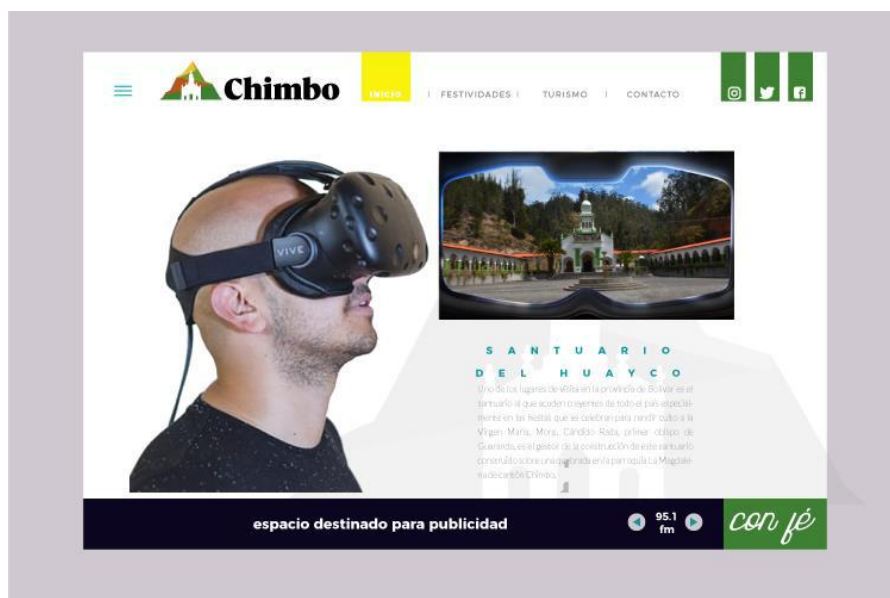 Chimbo
INICIO | FESTIVIDADES | TURISMO | CONTACTO
VIVE
SANTUARIO
DEL HUAYCO
Uno de los lugares de visita en la provincia de Bolívar es el
santuario al que acuden creyentes de todo el país especial-
mente en las fiestas que se celebran para rendir culto a la
Virgen María. Mons. Cándido Rada, primer obispo de
Guaranda, es el gestor de la construcción de este santuario
construido sobre una quebrada en la parroquia La Magdale-
na de cantón Chimbo.
espacio destinado para publicidad
95.1
fm
con fé